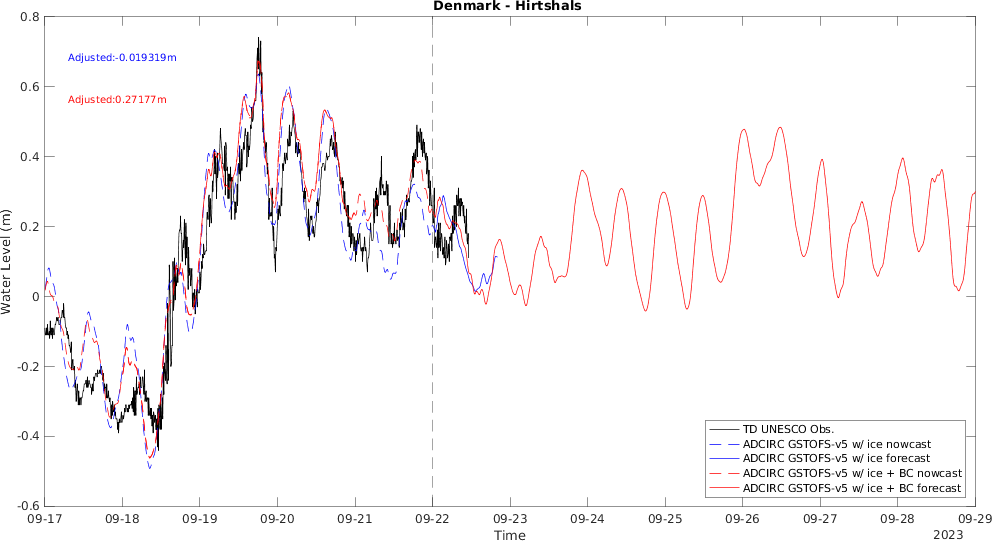 Denmark - Hirtshals
0.8
0.6
0.4
0.2
0
-0.2
-0.4
-0.6
Water Level (m)
Adjusted:-0.019319m
Adjusted:0.27177m
TD UNESCO Obs.
ADCIRC GSTOFS-v5 w/ ice nowcast
ADCIRC GSTOFS-v5 w/ ice forecast
ADCIRC GSTOFS-v5 w/ ice + BC nowcast
ADCIRC GSTOFS-v5 w/ ice + BC forecast
09-17 09-18 09-19 09-20 09-21 09-22 09-23 09-24 09-25 09-26 09-27 09-28 09-29
Time
2023